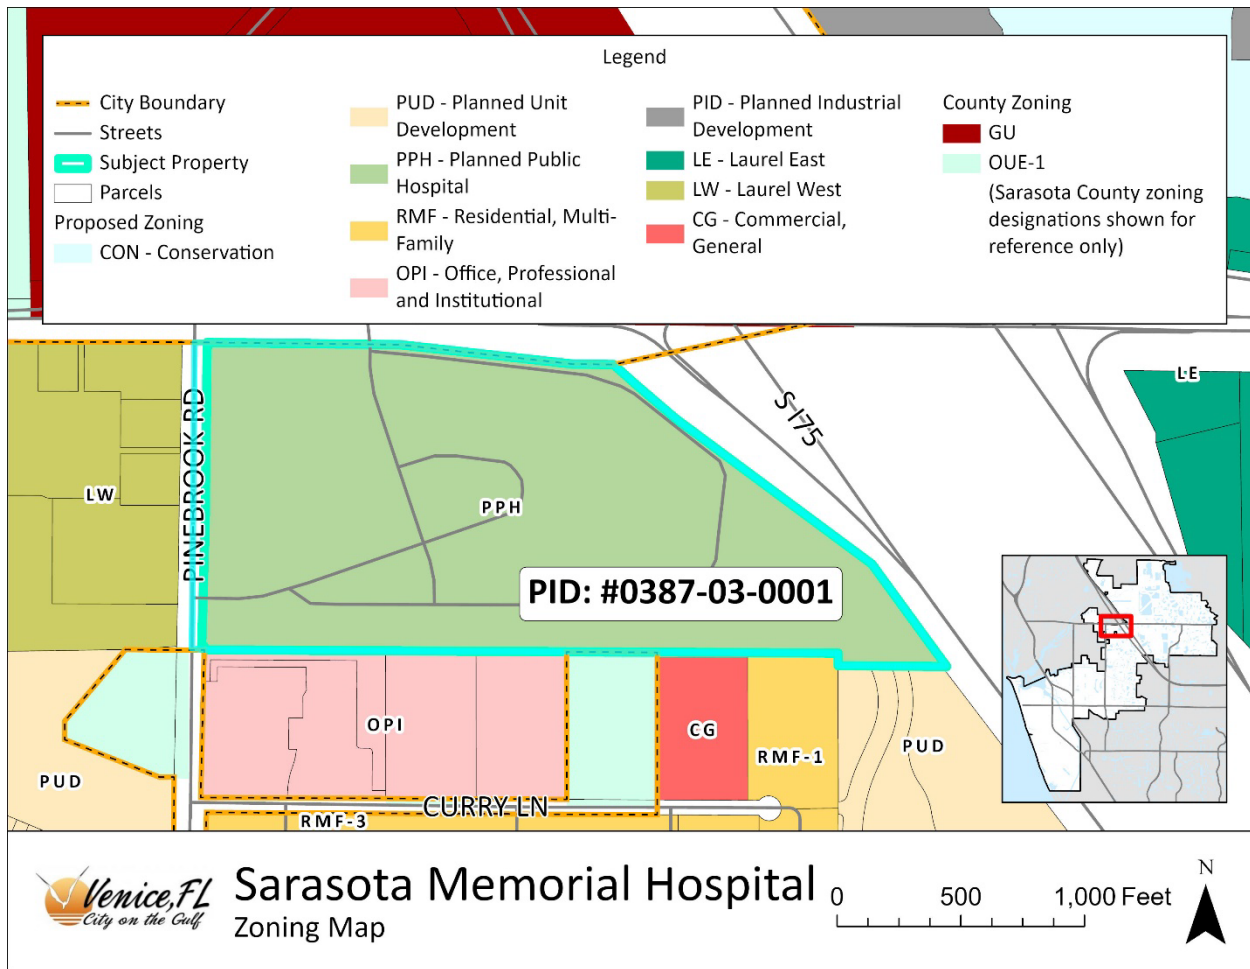 Legend
City Boundary
Streets
Subject Property
Parcels
Proposed Zoning
CON - Conservation
PUD - Planned Unit
Development
PPH - Planned Public
Hospital
RMF - Residential, Multi-
Family
OPI - Office, Professional
and Institutional
PID - Planned Industrial
Development
LE - Laurel East
LW - Laurel West
CG - Commercial,
General
County Zoning
GU
OUE-1
(Sarasota County zoning
designations shown for
reference only)
LE
S I75
PINEBROOK RD
LW
PPH
PID: #0387-03-0001
OPI
CG
RMF-1
PUD
PUD
CURRY LN
RMF-3
Venice, FL
City on the Gulf
Sarasota Memorial Hospital
Zoning Map
0 500 1,000 Feet
N